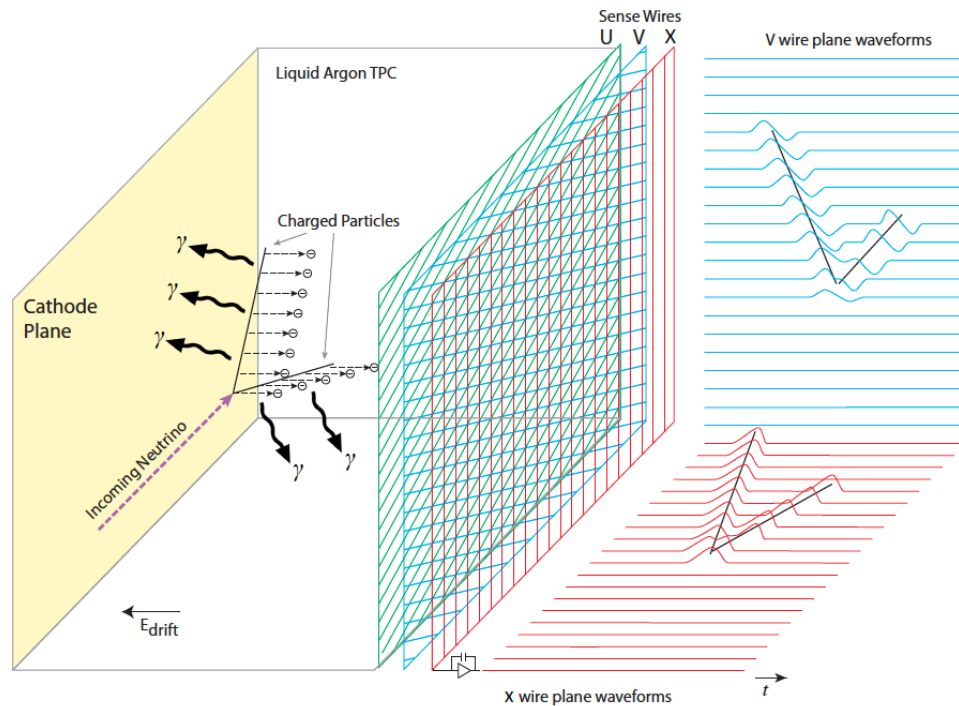 Sense Wires
U V X
V wire plane waveforms
Liquid Argon TPC
Charged Particles
γ
γ
γ
Cathode
Plane
Incoming Neutrino
γ
γ
Edrift
t
X wire plane waveforms